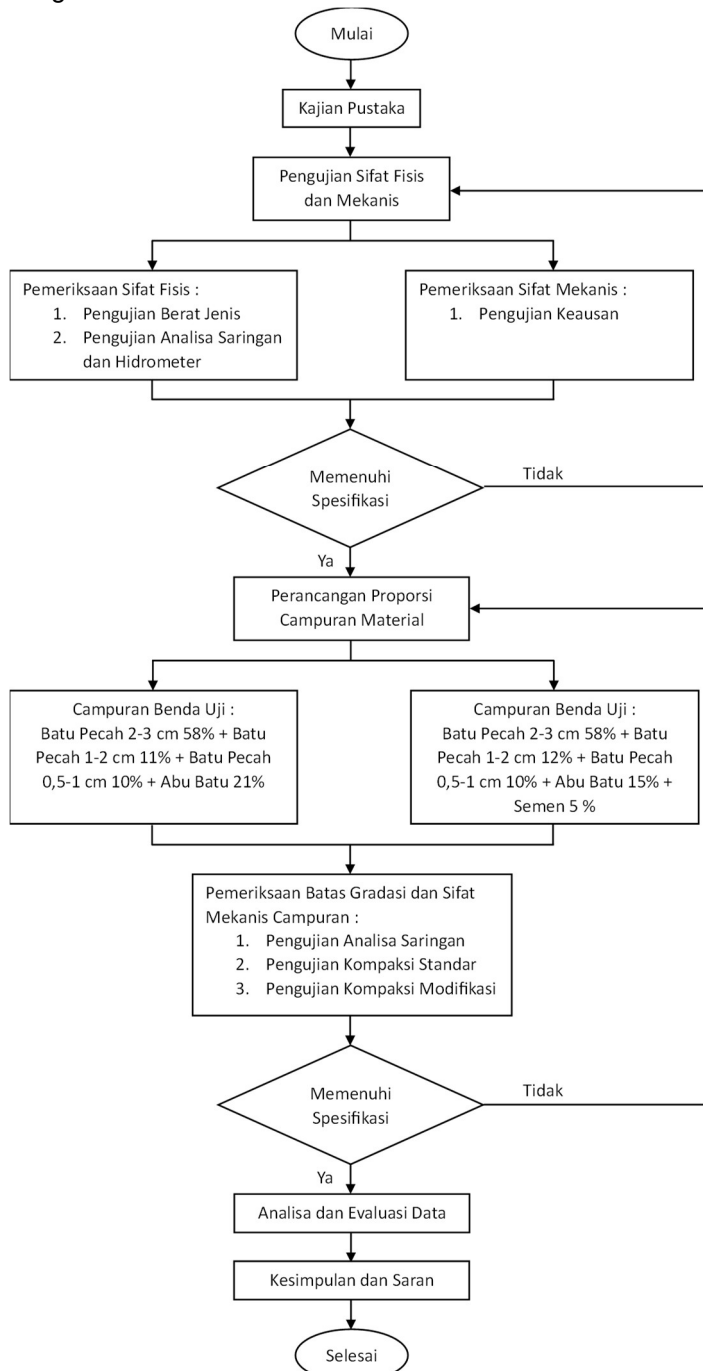 Mulai
Kajian Pustaka
Pengujian Sifat Fisis
dan Mekanis
Pemeriksaan Sifat Fisis :
1. Pengujian Berat Jenis
2. Pengujian Analisa Saringan
dan Hidrometer
Pemeriksaan Sifat Mekanis :
1. Pengujian Keausan
Memenuhi
Spesifikasi
Tidak
Ya
Perancangan Proporsi
Campuran Material
Campuran Benda Uji :
Batu Pecah 2-3 cm 58% + Batu
Pecah 1-2 cm 11% + Batu Pecah
0,5-1 cm 10% + Abu Batu 21%
Campuran Benda Uji :
Batu Pecah 2-3 cm 58% + Batu
Pecah 1-2 cm 12% + Batu Pecah
0,5-1 cm 10% + Abu Batu 15% +
Semen 5 %
Pemeriksaan Batas Gradasi dan Sifat
Mekanis Campuran :
1. Pengujian Analisa Saringan
2. Pengujian Kompaksi Standar
3. Pengujian Kompaksi Modifikasi
Memenuhi
Spesifikasi
Tidak
Ya
Analisa dan Evaluasi Data
Kesimpulan dan Saran
Selesai